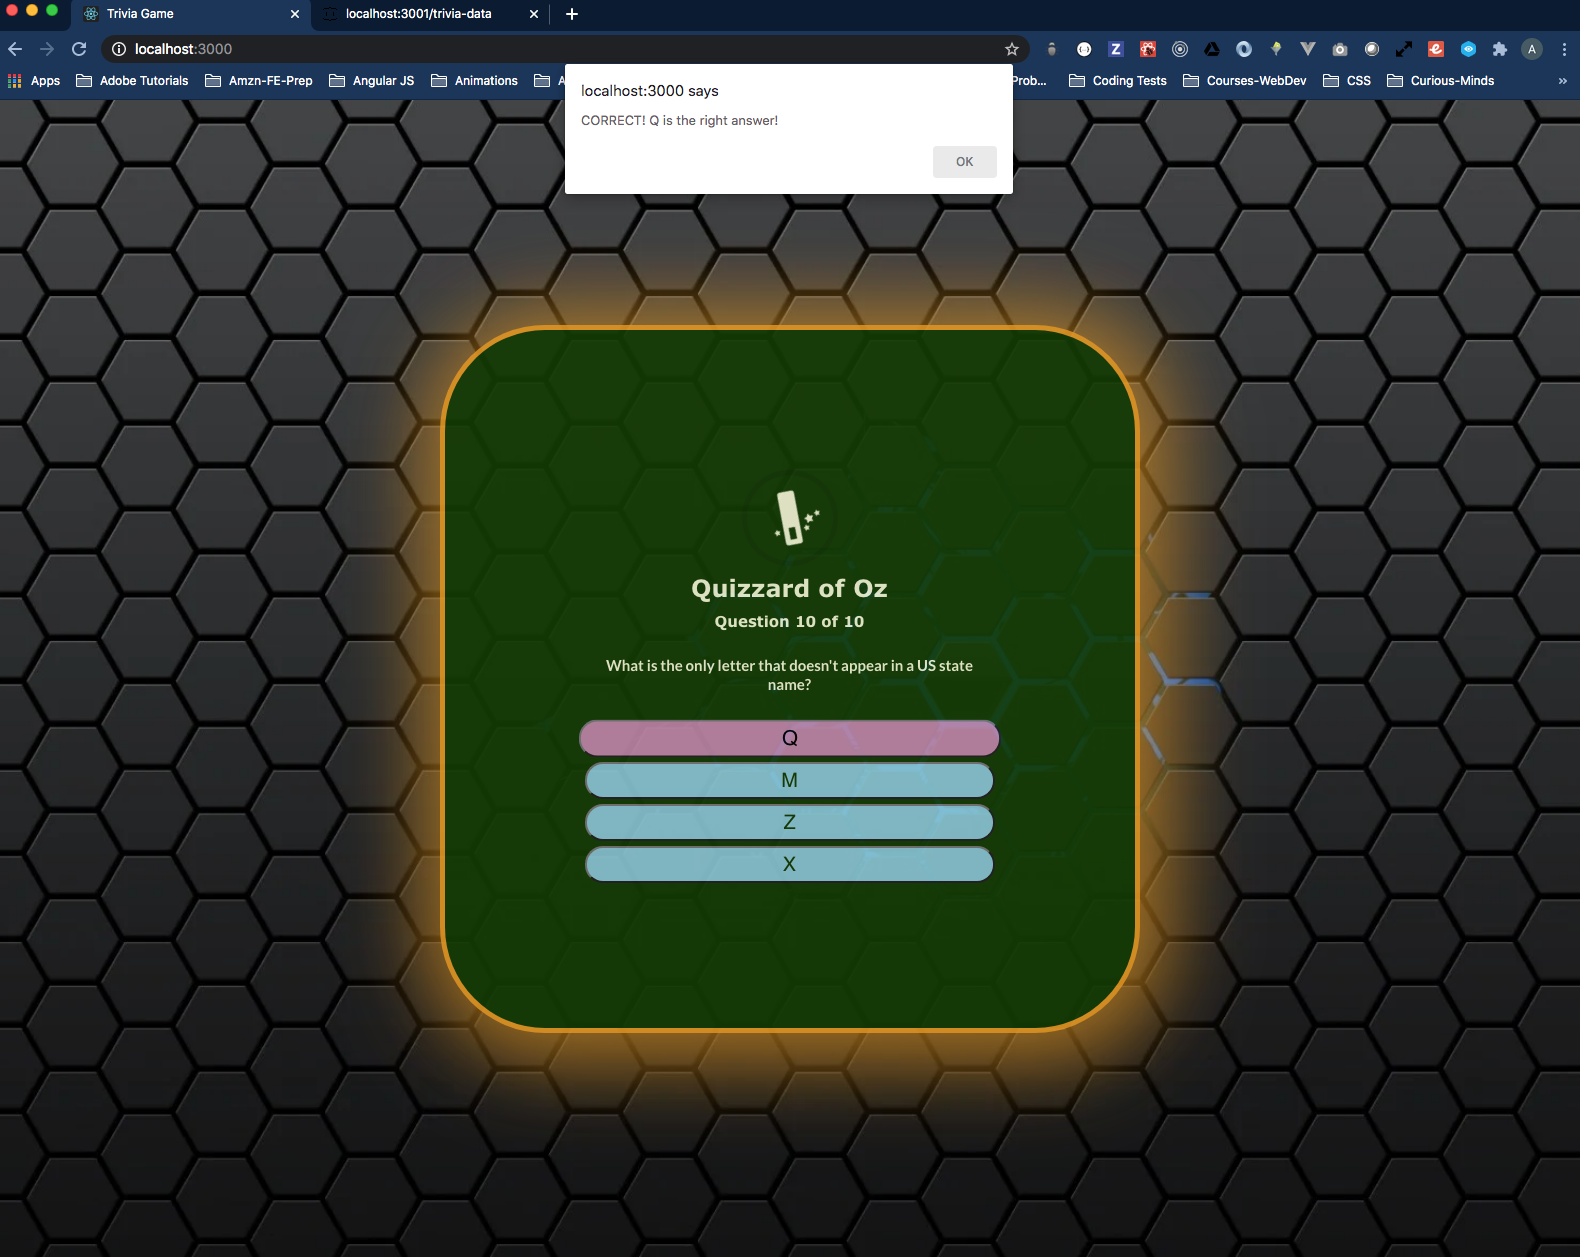 Trivia Game
localhost:3001/trivia-data
localhost:3000
Apps
Adobe Tutorials
Amzn-FE-Prep
Angular JS
Animations
A
Prob...
Coding Tests
Courses-WebDev
CSS
Curious-Minds
»
localhost:3000 says
CORRECT! Q is the right answer!
OK
Quizzard of Oz
Question 10 of 10
What is the only letter that doesn't appear in a US state
name?
Q
M
Z
X